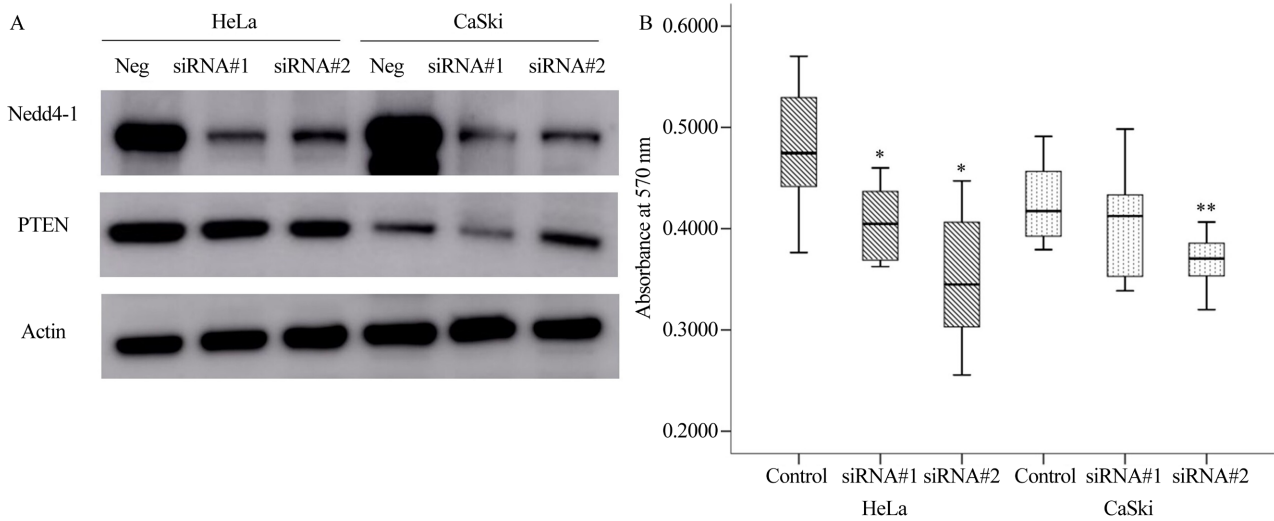 A
HeLa CaSki
Neg siRNA#1 siRNA#2 Neg siRNA#1 siRNA#2
Nedd4-1
PTEN
Actin
B
Absorbance at 570 nm
0.6000
0.5000
0.4000
0.3000
0.2000
* * **
Control siRNA#1 siRNA#2 Control siRNA#1 siRNA#2
HeLa CaSki